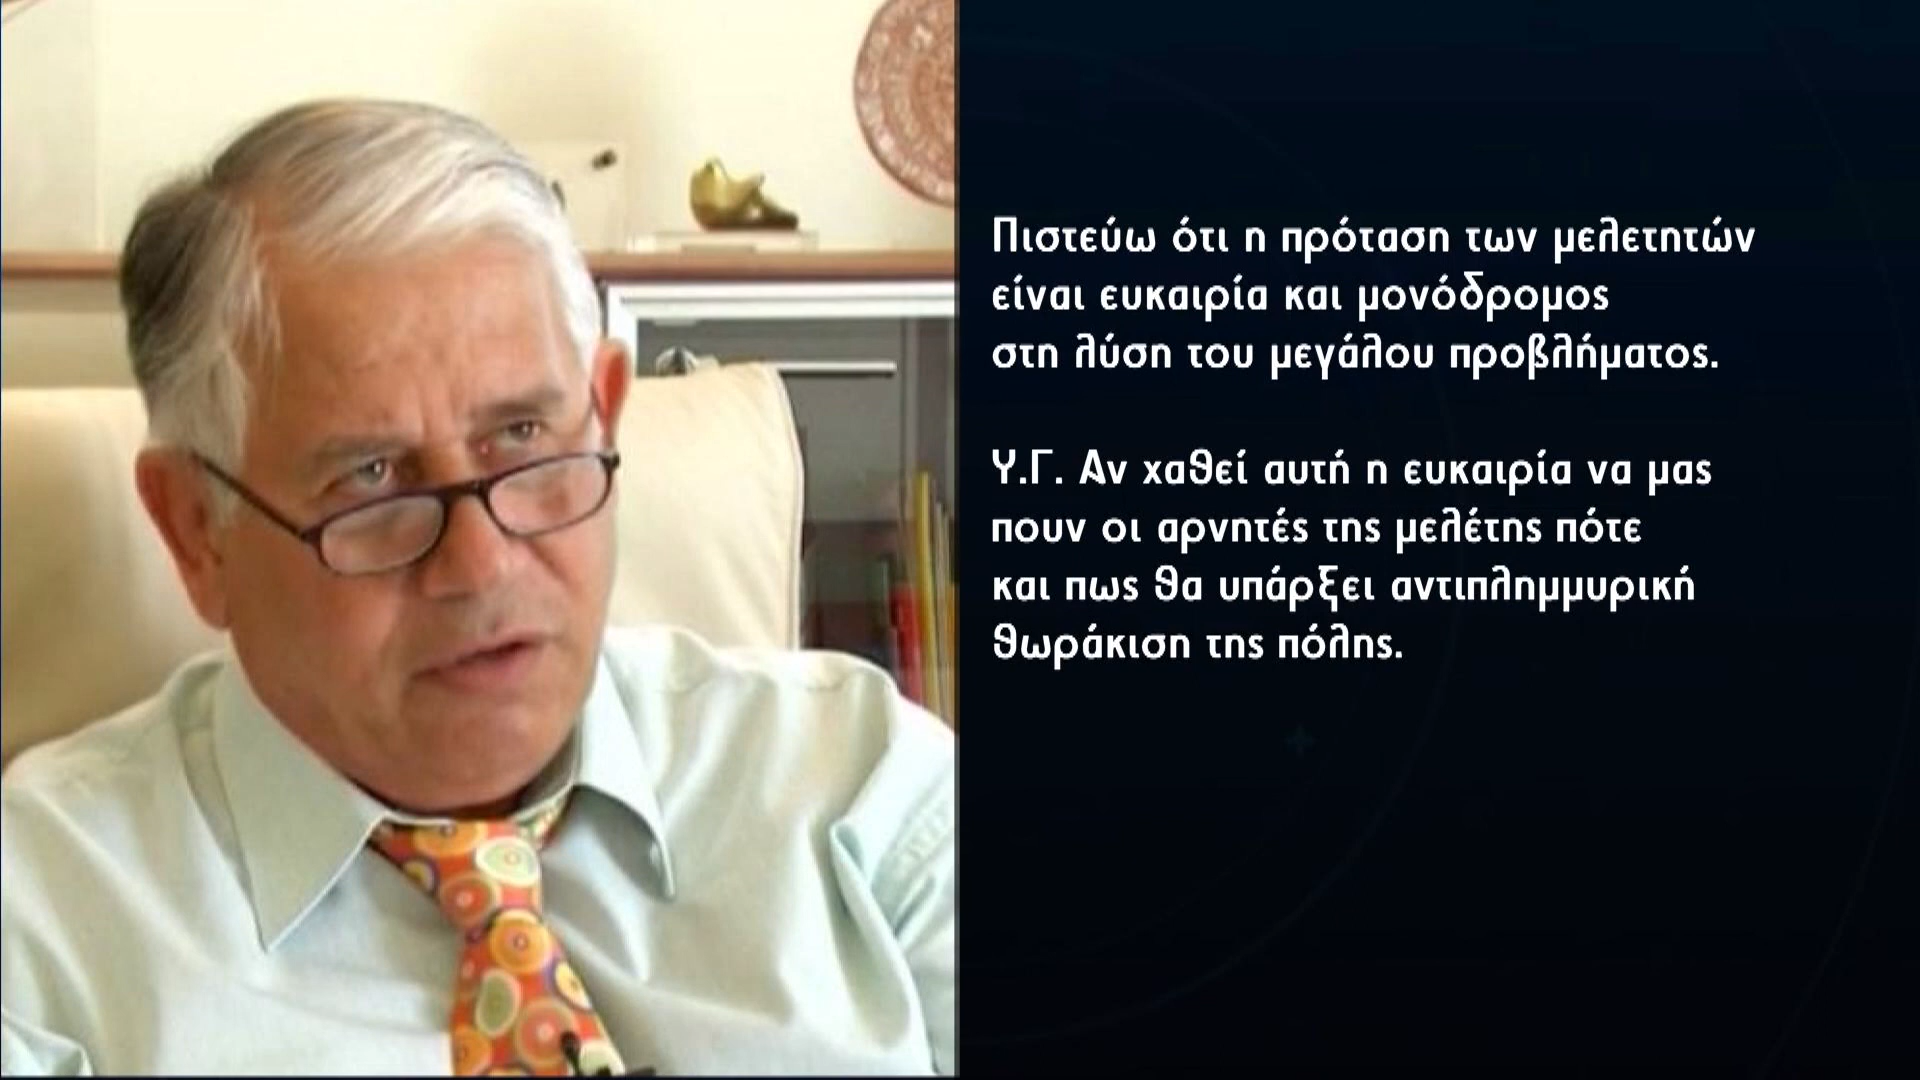 Πιστεύω ότι η πρόταση των μελετητών
είναι ευκαιρία και μονόδρομος
στη λύση του μεγάλου προβλήματος.
Υ.Γ. Αν χαθεί αυτή η ευκαιρία να μας
πουν οι αρνητές της μελέτης πότε
και πως θα υπάρξει αντιπλημμυρική
θωράκιση της πόλης.